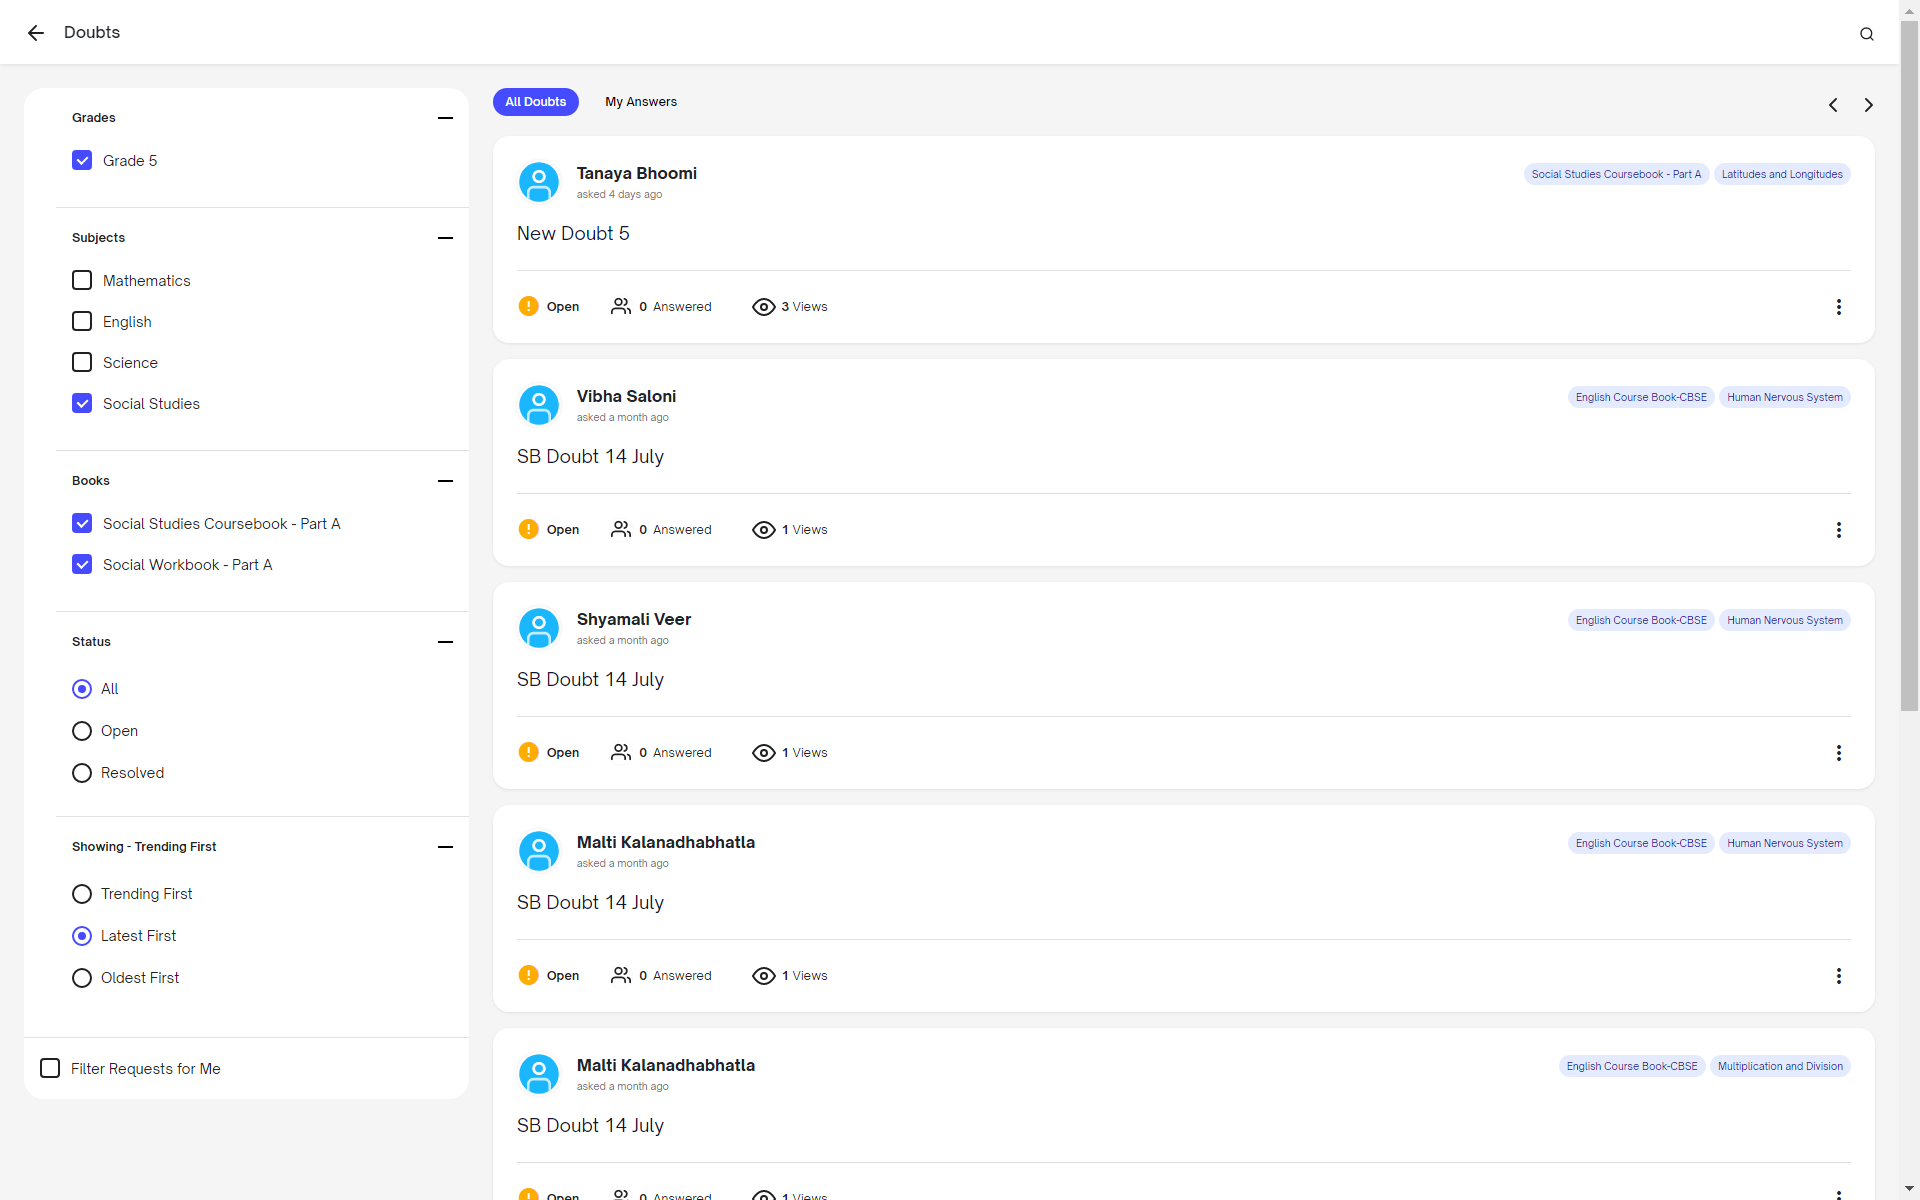 Doubts
Grades
Grade 5
Subjects
Mathematics
English
Science
Social Studies
Books
Social Studies Coursebook - Part A
Social Workbook - Part A
Status
All
Open
Resolved
Showing - Trending First
Trending First
Latest First
Oldest First
Filter Requests for Me
All Doubts My Answers
Tanaya Bhoomi
asked 4 days ago
Social Studies Coursebook - Part A Latitudes and Longitudes
New Doubt 5
Open 0 Answered 3 Views
Vibha Saloni
asked a month ago
English Course Book-CBSE Human Nervous System
SB Doubt 14 July
Open 0 Answered 1 Views
Shyamali Veer
asked a month ago
English Course Book-CBSE Human Nervous System
SB Doubt 14 July
Open 0 Answered 1 Views
Malti Kalanadhabhatla
asked a month ago
English Course Book-CBSE Human Nervous System
SB Doubt 14 July
Open 0 Answered 1 Views
Malti Kalanadhabhatla
asked a month ago
English Course Book-CBSE Multiplication and Division
SB Doubt 14 July
Open 0 Answered 1 Views